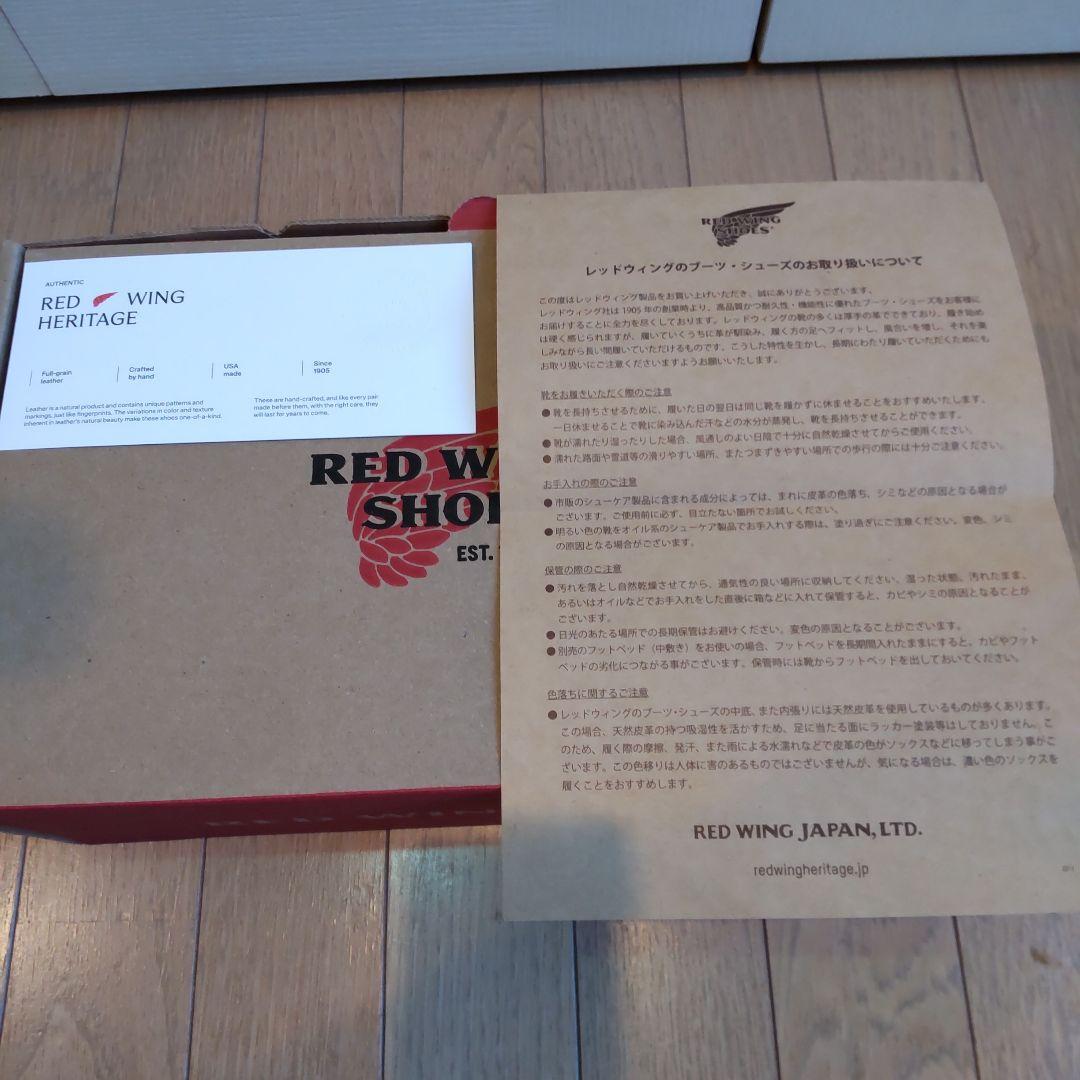 AUTHENTIC
RED WING
HERITAGE
Full-grain
leather
Crafted
by hand
USA
made
Since
1905
Leather is a natural product and contains unique patterns and
markings, just like fingerprints. The variations in color and texture
inherent in leather's natural beauty make these shoes one-of-a-kind.
These are hand-crafted, and like every pair
made before them, with the right care, they
will last for years to come.
RED W
SHO
EST.
RED WIN
RED WING
SHOES
レッドウィングのブーツ・シューズのお取り扱いについて
この度はレッドウィング製品をお買い上げいただき、誠にありがとうございます。
レッドウィング社は1905年の創業時より、高品質かつ耐久性・機能性に優れたブーツ・シューズをお客様に
お届けすることに全力を尽くしております。レッドウィングの靴の多くは厚手の革でできており、履き始め
は硬く感じられますが、履いていくうちに革が馴染み、履く方の足へフィットし、風合いを増し、それを楽
しみながら長い間履いていただけるものです。こうした特性を生かし、長期にわたり履いていただくためにも
お取り扱いにご注意くださいますようお願いいたします。
靴をお履きいただく際のご注意
●靴を長持ちさせるために、履いた日の翌日は同じ靴を履かずに休ませることをおすすめいたします。
一日休ませることで靴に染み込んだ汗などの水分が蒸発し、靴を長持ちさせることができます。
●靴が濡れたり湿ったりした場合、風通しのよい日陰で十分に自然乾燥させてからご使用ください。
●濡れた路面や雪道等の滑りやすい場所、またつまずきやすい場所での歩行の際には十分ご注意ください。
お手入れの際のご注意
●市販のシューケア製品に含まれる成分によっては、まれに皮革の色落ち、シミなどの原因となる場合が
ございます。ご使用前に必ず、目立たない箇所でお試しください。
●明るい色の靴をオイル系のシューケア製品でお手入れする際は、塗り過ぎにご注意ください。変色、シミ
の原因となる場合がございます。
保管の際のご注意
●汚れを落とし自然乾燥させてから、通気性の良い場所に収納してください。湿った状態、汚れたまま、
あるいはオイルなどでお手入れをした直後に箱などに入れて保管すると、カビやシミの原因となることが
ございます。
●日光のあたる場所での長期保管はお避けください。変色の原因となることがございます。
●別売のフットベッド（中敷き）をお使いの場合、フットベッドを長期間入れたままにすると、カビやフット
ベッドの劣化につながる事がございます。保管時には靴からフットベッドを出しておいてください。
色落ちに関するご注意
●レッドウィングのブーツ・シューズの中底、また内張りには天然皮革を使用しているものが多くあります。
この場合、天然皮革の持つ吸湿性を活かすため、足に当たる面にラッカー塗装等はしておりません。こ
のため、履く際の摩擦、発汗、また雨による水濡れなどで皮革の色がソックスなどに移ってしまう事がご
ざいます。この色移りは人体に害のあるものではございませんが、気になる場合は、濃い色のソックスを
履くことをおすすめします。
RED WING JAPAN, LTD.
redwingheritage.jp